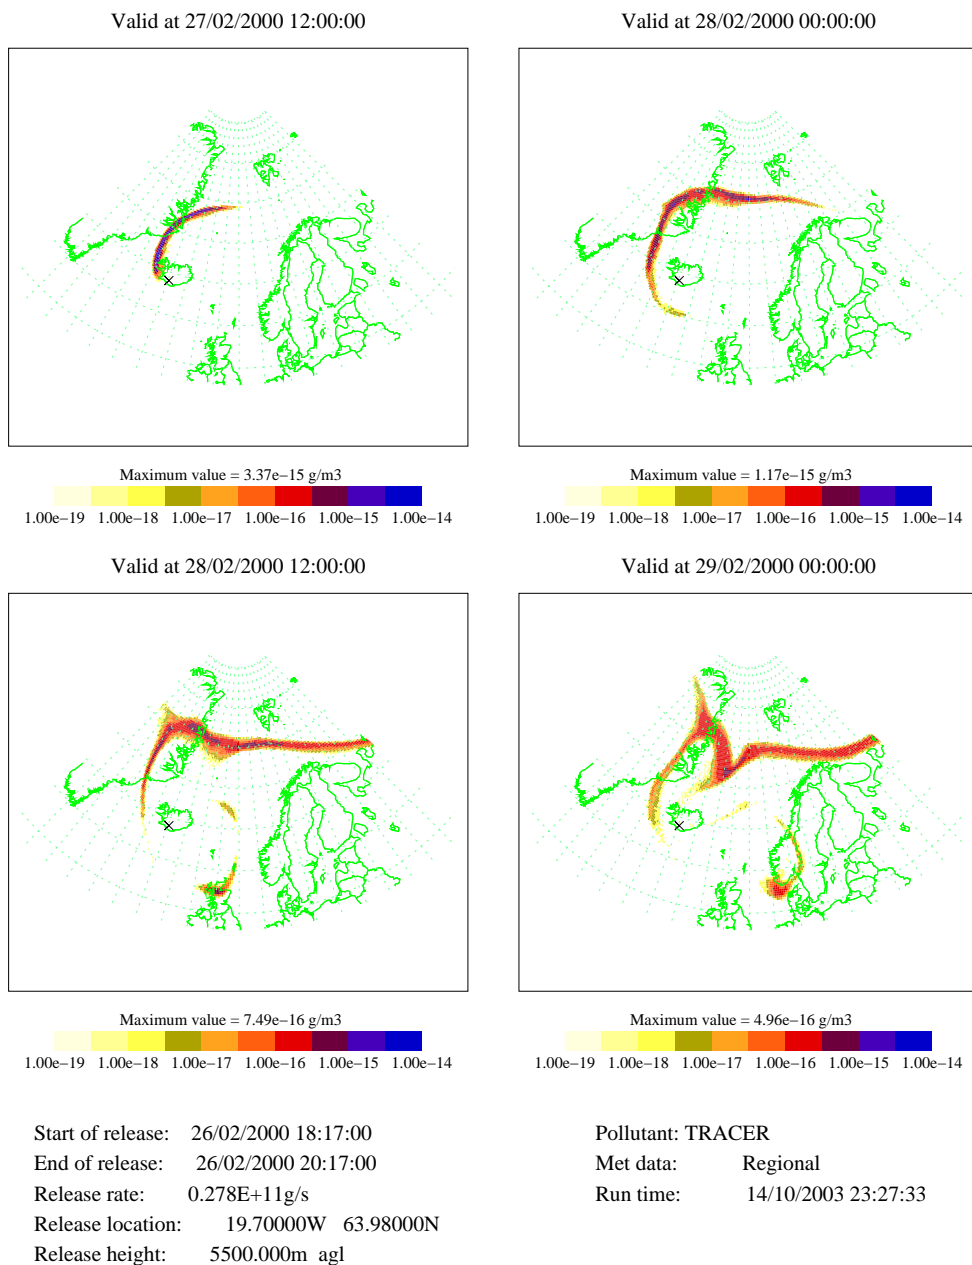 Valid at 27/02/2000 12:00:00
Valid at 28/02/2000 00:00:00
Maximum value = 3.37e−15 g/m3
1.00e−19 1.00e−18 1.00e−17 1.00e−16 1.00e−15 1.00e−14
Maximum value = 1.17e−15 g/m3
1.00e−19 1.00e−18 1.00e−17 1.00e−16 1.00e−15 1.00e−14
Valid at 28/02/2000 12:00:00
Valid at 29/02/2000 00:00:00
Maximum value = 7.49e−16 g/m3
1.00e−19 1.00e−18 1.00e−17 1.00e−16 1.00e−15 1.00e−14
Maximum value = 4.96e−16 g/m3
1.00e−19 1.00e−18 1.00e−17 1.00e−16 1.00e−15 1.00e−14
Start of release: 26/02/2000 18:17:00
End of release: 26/02/2000 20:17:00
Release rate: 0.278E+11g/s
Release location: 19.70000W 63.98000N
Release height: 5500.000m agl
Pollutant: TRACER
Met data: Regional
Run time: 14/10/2003 23:27:33